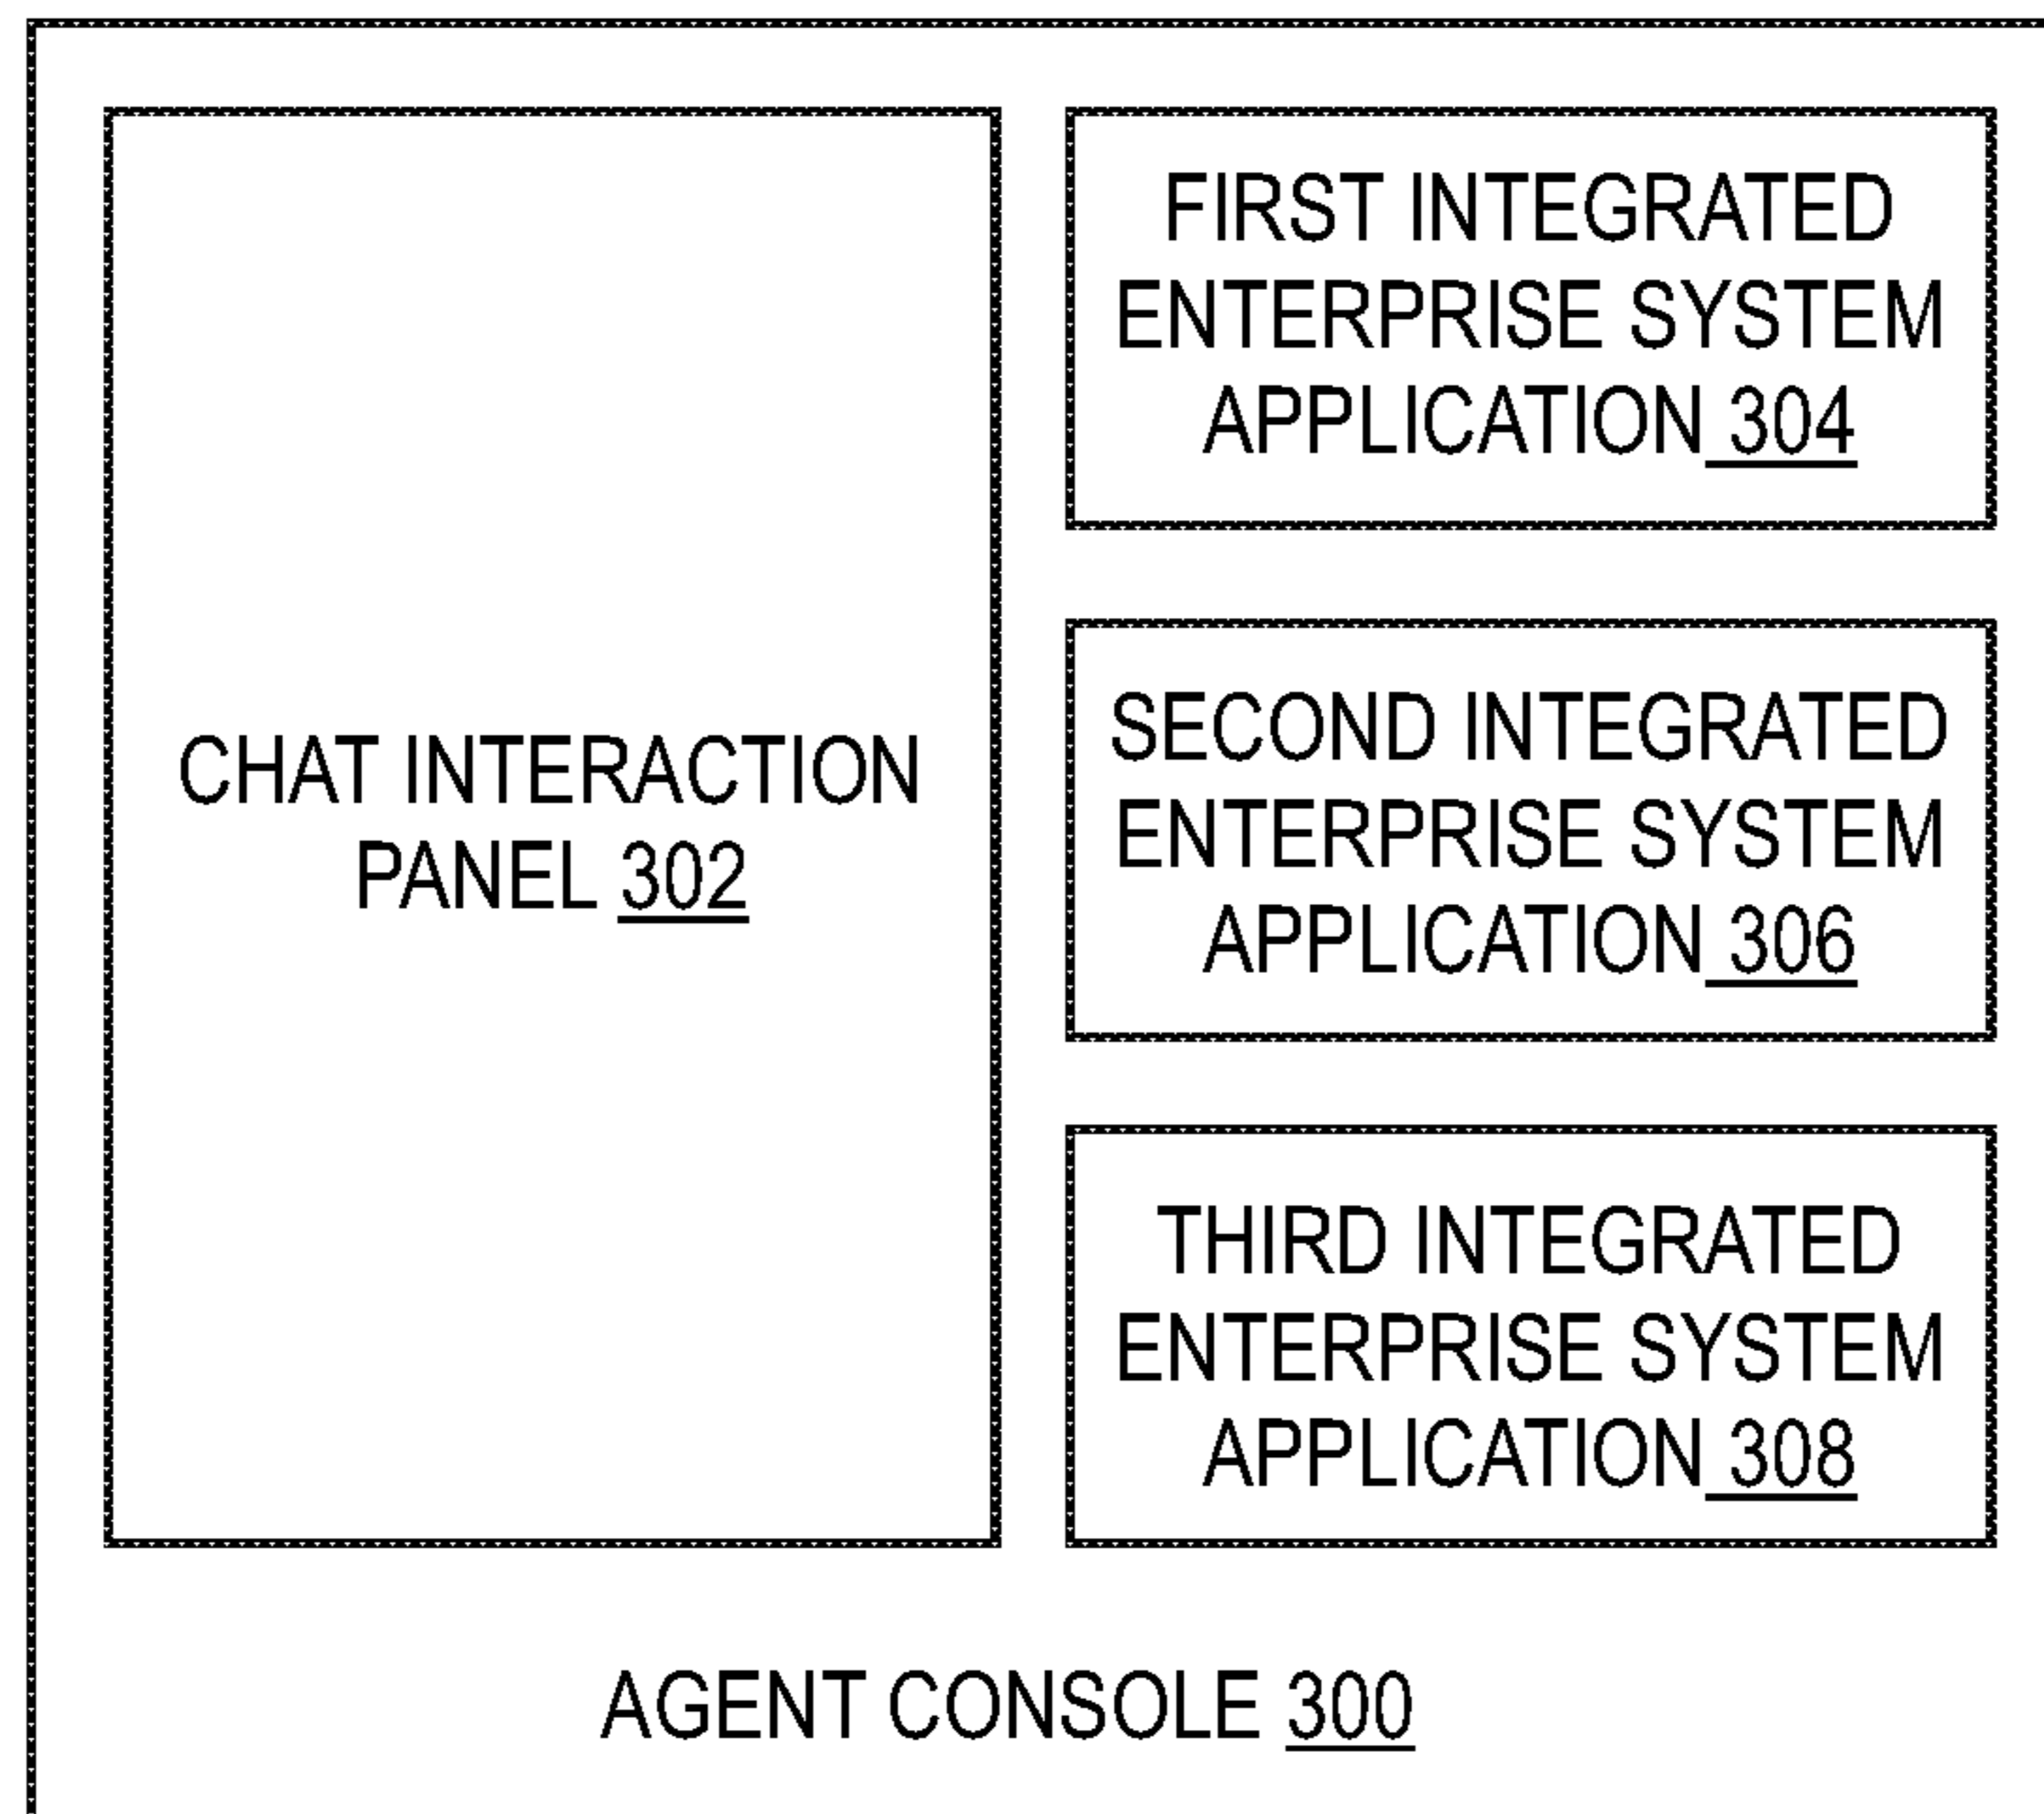 CHAT INTERACTION
PANEL 302
FIRST INTEGRATED
ENTERPRISE SYSTEM
APPLICATION 304
SECOND INTEGRATED
ENTERPRISE SYSTEM
APPLICATION 306
THIRD INTEGRATED
ENTERPRISE SYSTEM
APPLICATION 308
AGENT CONSOLE 300